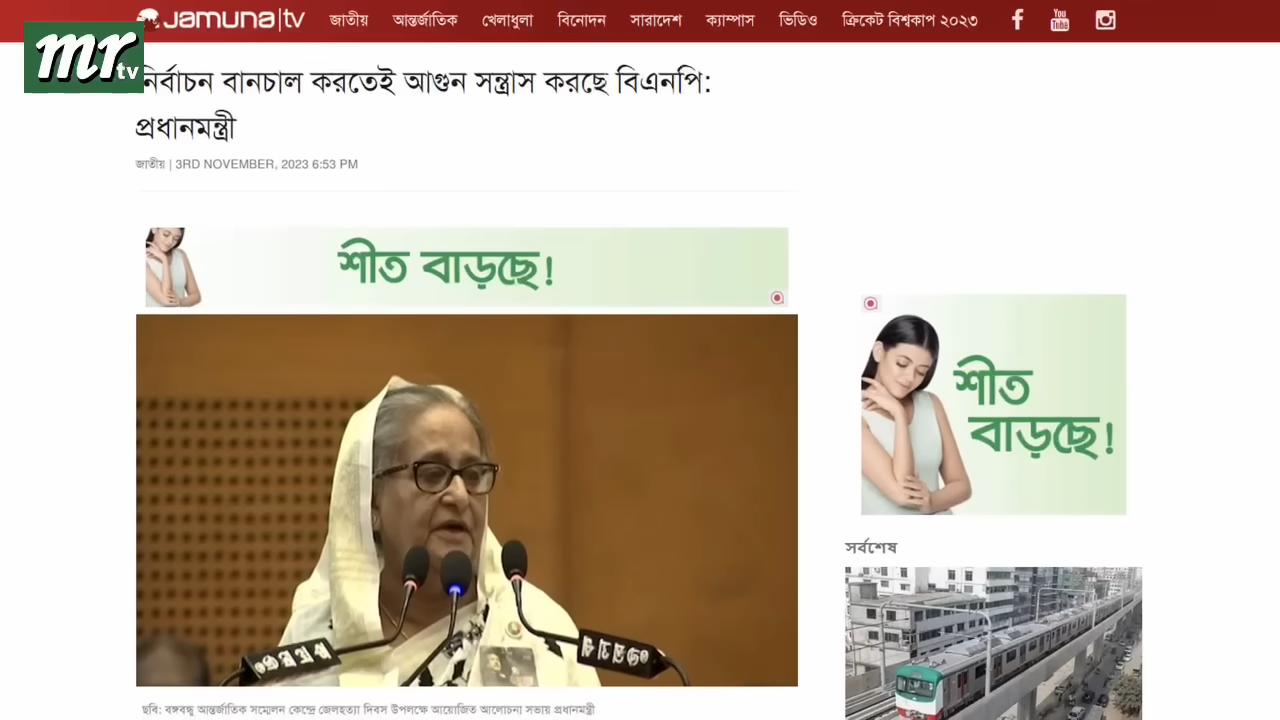 JAMUNA|TV জাতীয় আন্তর্জাতিক খেলাধুলা বিনোদন সারাদেশ ক্যাম্পাস ভিডিও ক্রিকেট বিশ্বকাপ ২০২৩ You Tube
mr tv
নির্বাচন বানচাল করতেই আগুন সন্ত্রাস করছে বিএনপি:
প্রধানমন্ত্রী
জাতীয় | 3RD NOVEMBER, 2023 6:53 PM
শীত বাড়ছে!
শীত
বাড়ছে!
সর্বশেষ
ছবি: বঙ্গবন্ধু আন্তর্জাতিক সম্মেলন কেন্দ্রে জেলহত্যা দিবস উপলক্ষে আয়োজিত আলোচনা সভায় প্রধানমন্ত্রী